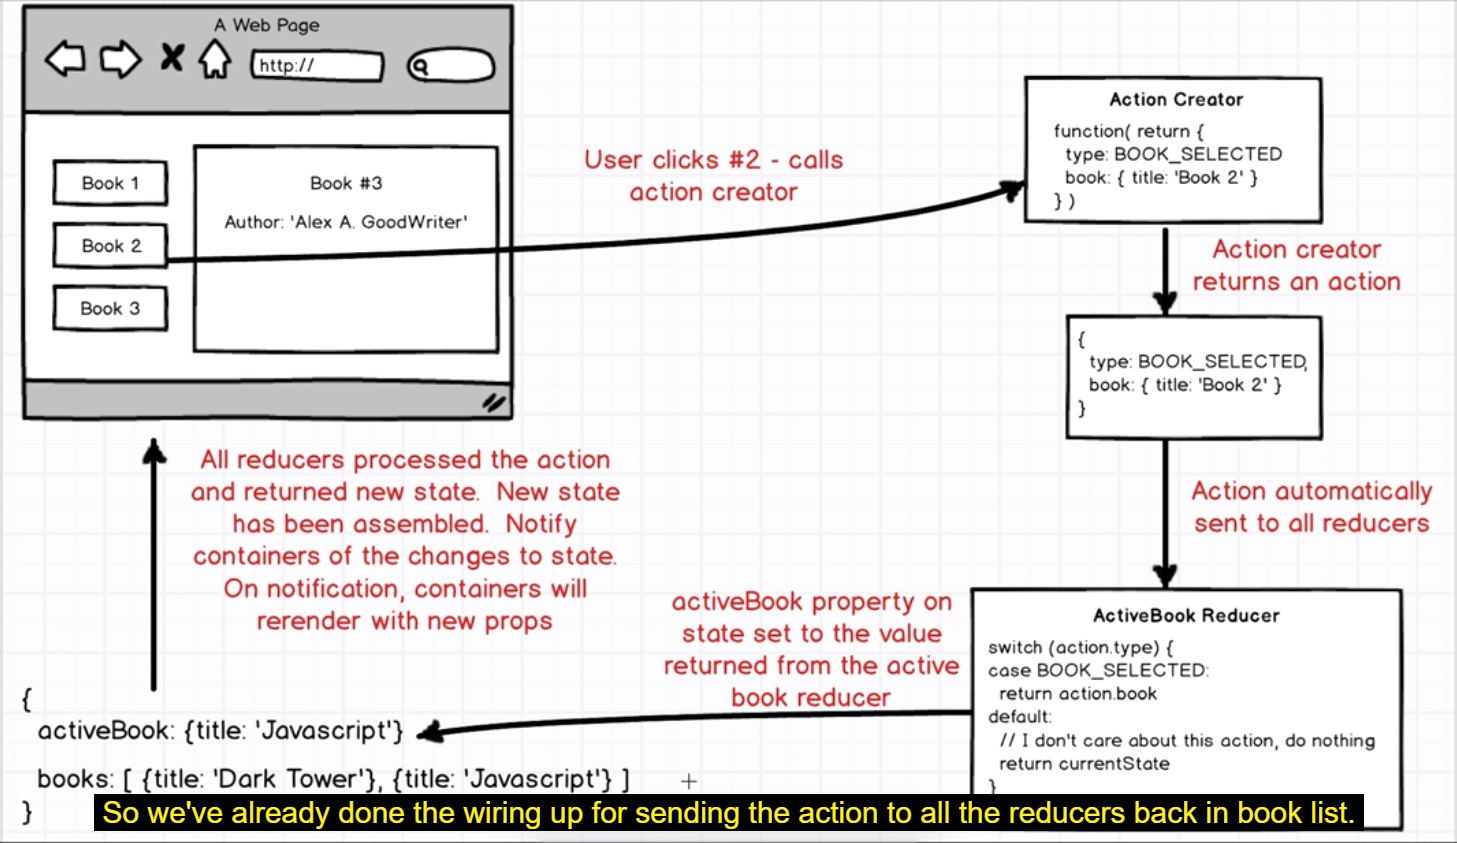 A Web Page
http://
Book 1
Book 2
Book 3
Book #3
Author: 'Alex A. GoodWriter'
User clicks #2 - calls
action creator
Action Creator
function( return {
type: BOOK_SELECTED
book: { title: 'Book 2' }
} )
Action creator
returns an action
{
type: BOOK_SELECTED,
book: { title: 'Book 2' }
}
Action automatically
sent to all reducers
ActiveBook Reducer
switch (action.type) {
case BOOK_SELECTED:
return action.book
default:
// I don't care about this action, do nothing
return currentState
}
activeBook property on
state set to the value
returned from the active
book reducer
All reducers processed the action
and returned new state. New state
has been assembled. Notify
containers of the changes to state.
On notification, containers will
rerender with new props
{
activeBook: {title: 'Javascript'}
books: [ {title: 'Dark Tower'}, {title: 'Javascript'} ]
}
So we've already done the wiring up for sending the action to all the reducers back in book list.